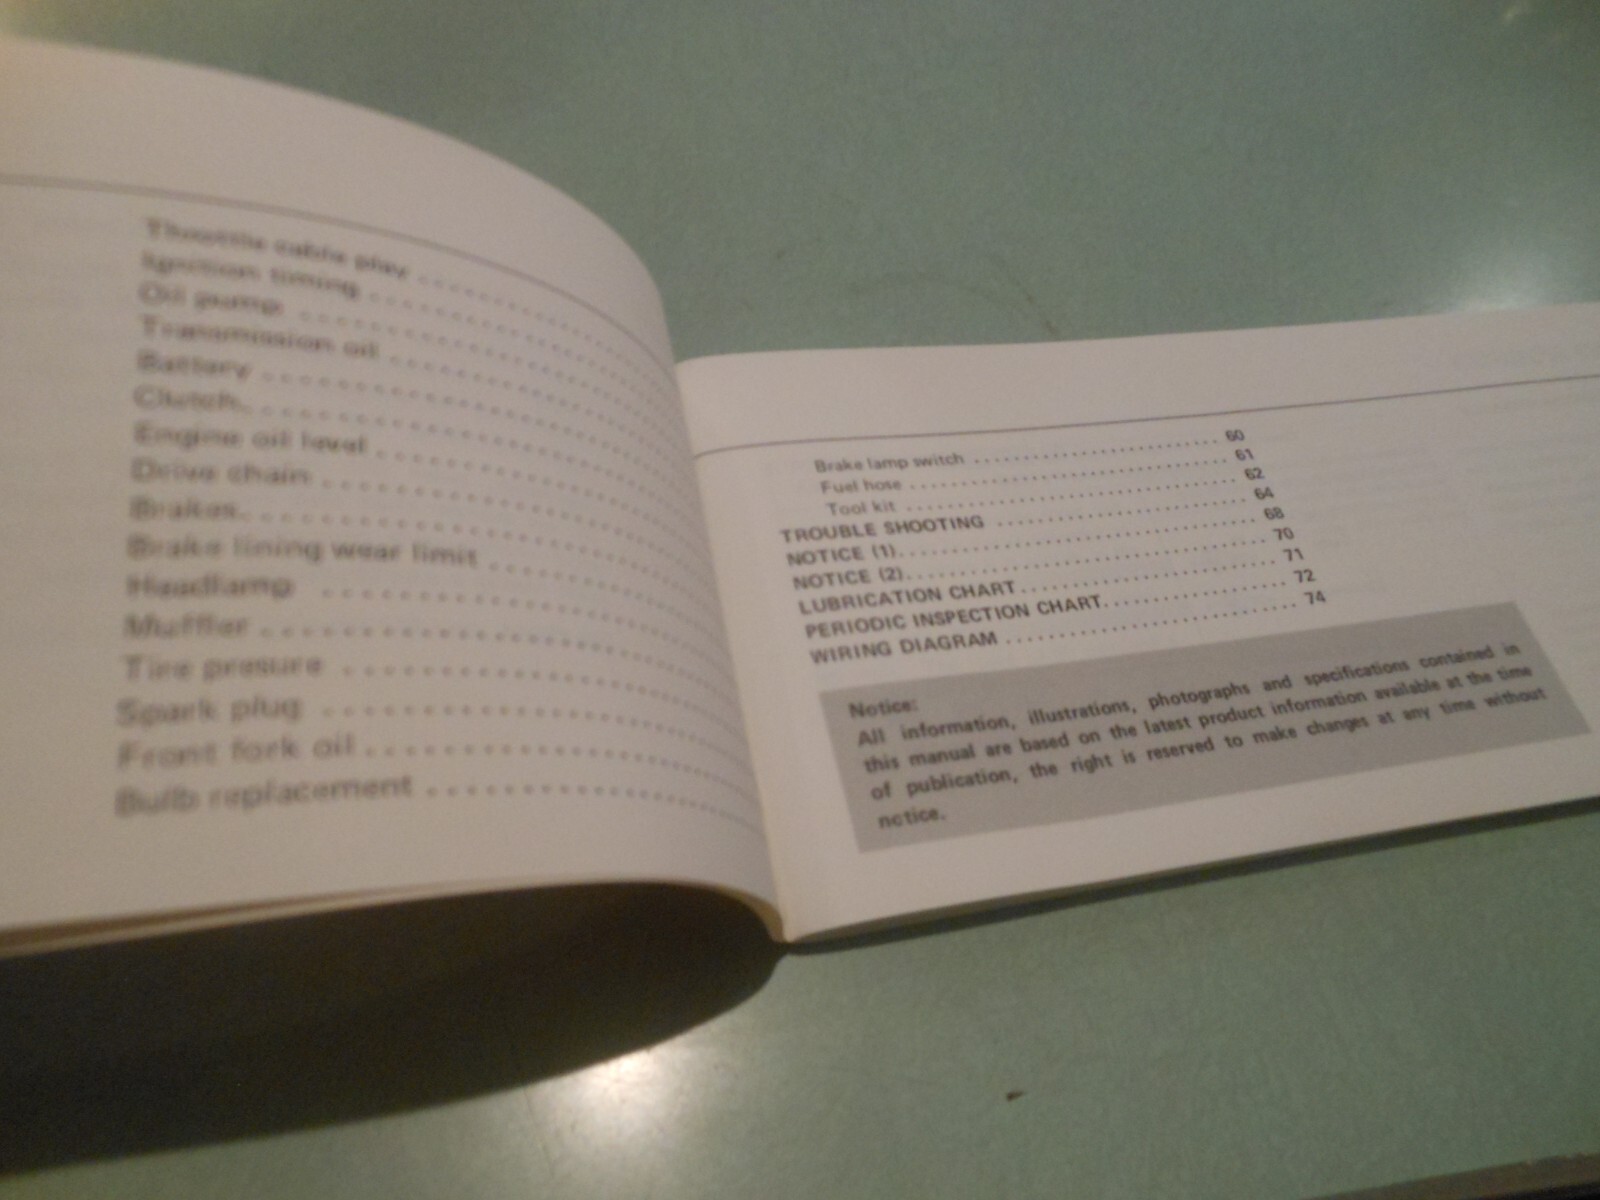 Throttle cable play
Ignition timing
Oil pump
Transmission oil
Battery
Clutch
Engine oil level
Drive chain
Brakes
Brake lining wear limit
Headlamp
Muffler
Tire presure
Spark plug
Front fork oil
Bulb replacement
Brake lamp switch 60
Fuel hose 61
Tool kit 62
TROUBLE SHOOTING 64
NOTICE (1) 68
NOTICE (2) 70
LUBRICATION CHART 71
PERIODIC INSPECTION CHART 72
WIRING DIAGRAM 74
Notice:
All information, illustrations, photographs and specifications contained in
this manual are based on the latest product information available at the time
of publication, the right is reserved to make changes at any time without
notice.